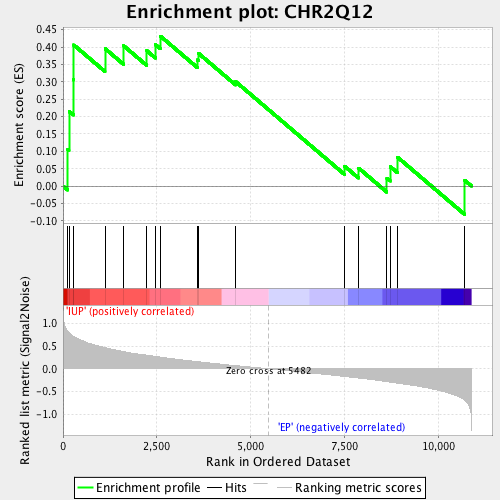 Enrichment plot: CHR2Q12
Enrichment score (ES)
0.45
0.40
0.35
0.30
0.25
0.20
0.15
0.10
0.05
0.00
-0.05
-0.10
'IUP' (positively correlated)
Ranked list metric (Signal2Noise)
1.0
0.5
0.0
-0.5
-1.0
Zero cross at 5482
'EP' (negatively correlated)
0 2,500 5,000 7,500 10,000
Rank in Ordered Dataset
Enrichment profile Hits Ranking metric scores